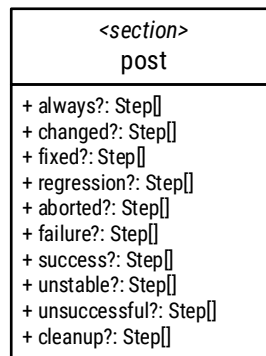 <section>
post
+ always?: Step[]
+ changed?: Step[]
+ fixed?: Step[]
+ regression?: Step[]
+ aborted?: Step[]
+ failure?: Step[]
+ success?: Step[]
+ unstable?: Step[]
+ unsuccessful?: Step[]
+ cleanup?: Step[]